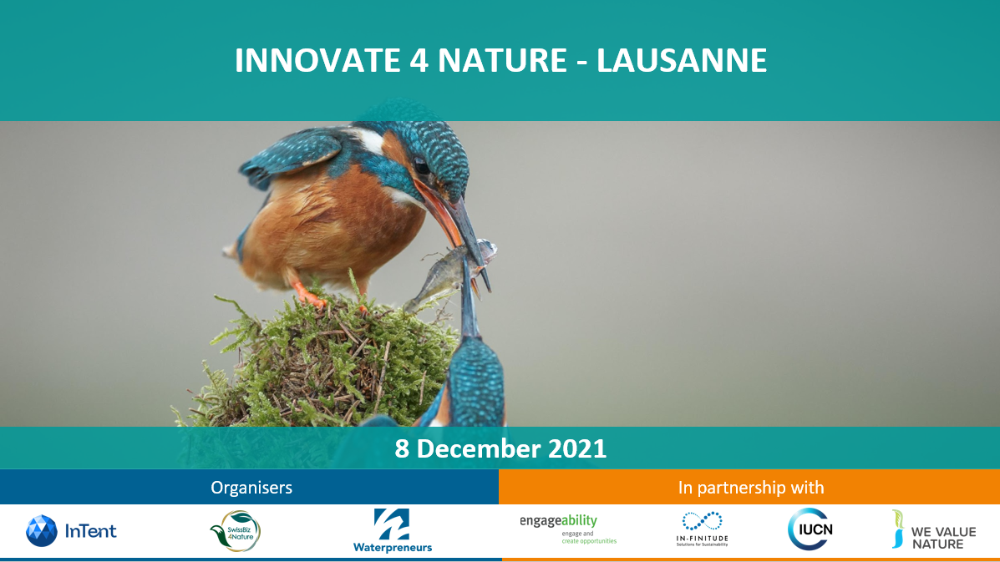 INNOVATE 4 NATURE - LAUSANNE
8 December 2021
Organisers
In partnership with
InTent
SwissBiz
4Nature
Waterpreneurs
engageability
engage and
create opportunities
IN-FINITUDE
Solutions for Sustainability
IUCN
WE VALUE
NATURE